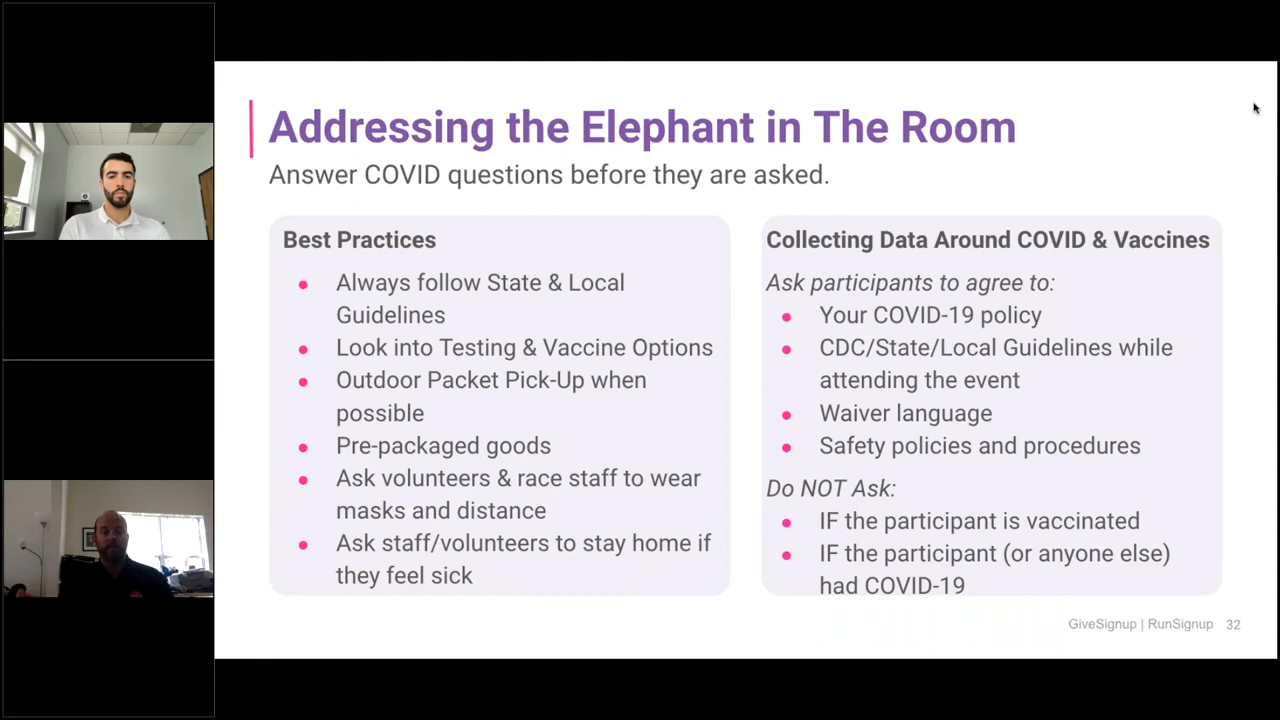 Addressing the Elephant in The Room
Answer COVID questions before they are asked.
Best Practices
Always follow State & Local
Guidelines
Look into Testing & Vaccine Options
Outdoor Packet Pick-Up when
possible
Pre-packaged goods
Ask volunteers & race staff to wear
masks and distance
Ask staff/volunteers to stay home if
they feel sick
Collecting Data Around COVID & Vaccines
Ask participants to agree to:
Your COVID-19 policy
CDC/State/Local Guidelines while
attending the event
Waiver language
Safety policies and procedures
Do NOT Ask:
IF the participant is vaccinated
IF the participant (or anyone else)
had COVID-19
GiveSignup | RunSignup 32